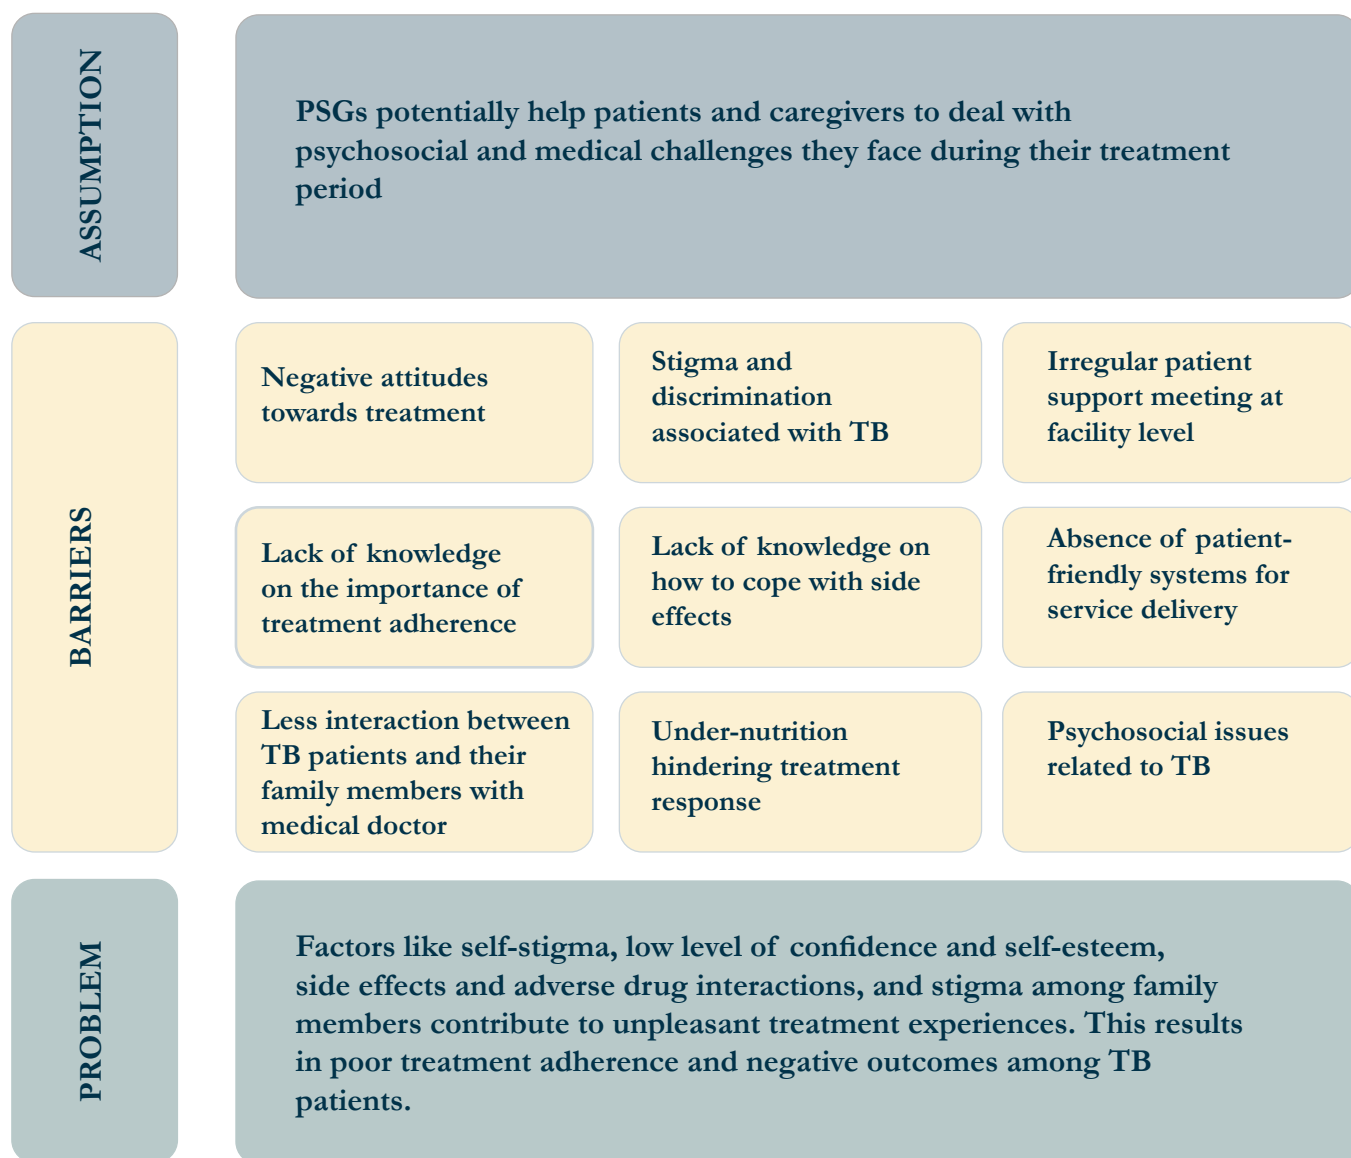 ASSUMPTION
PSGs potentially help patients and caregivers to deal with
psychosocial and medical challenges they face during their treatment
period
BARRIERS
Negative attitudes
towards treatment
Stigma and
discrimination
associated with TB
Irregular patient
support meeting at
facility level
Lack of knowledge
on the importance of
treatment adherence
Lack of knowledge on
how to cope with side
effects
Absence of patient-
friendly systems for
service delivery
Less interaction between
TB patients and their
family members with
medical doctor
Under-nutrition
hindering treatment
response
Psychosocial issues
related to TB
PROBLEM
Factors like self-stigma, low level of confidence and self-esteem,
side effects and adverse drug interactions, and stigma among family
members contribute to unpleasant treatment experiences. This results
in poor treatment adherence and negative outcomes among TB
patients.